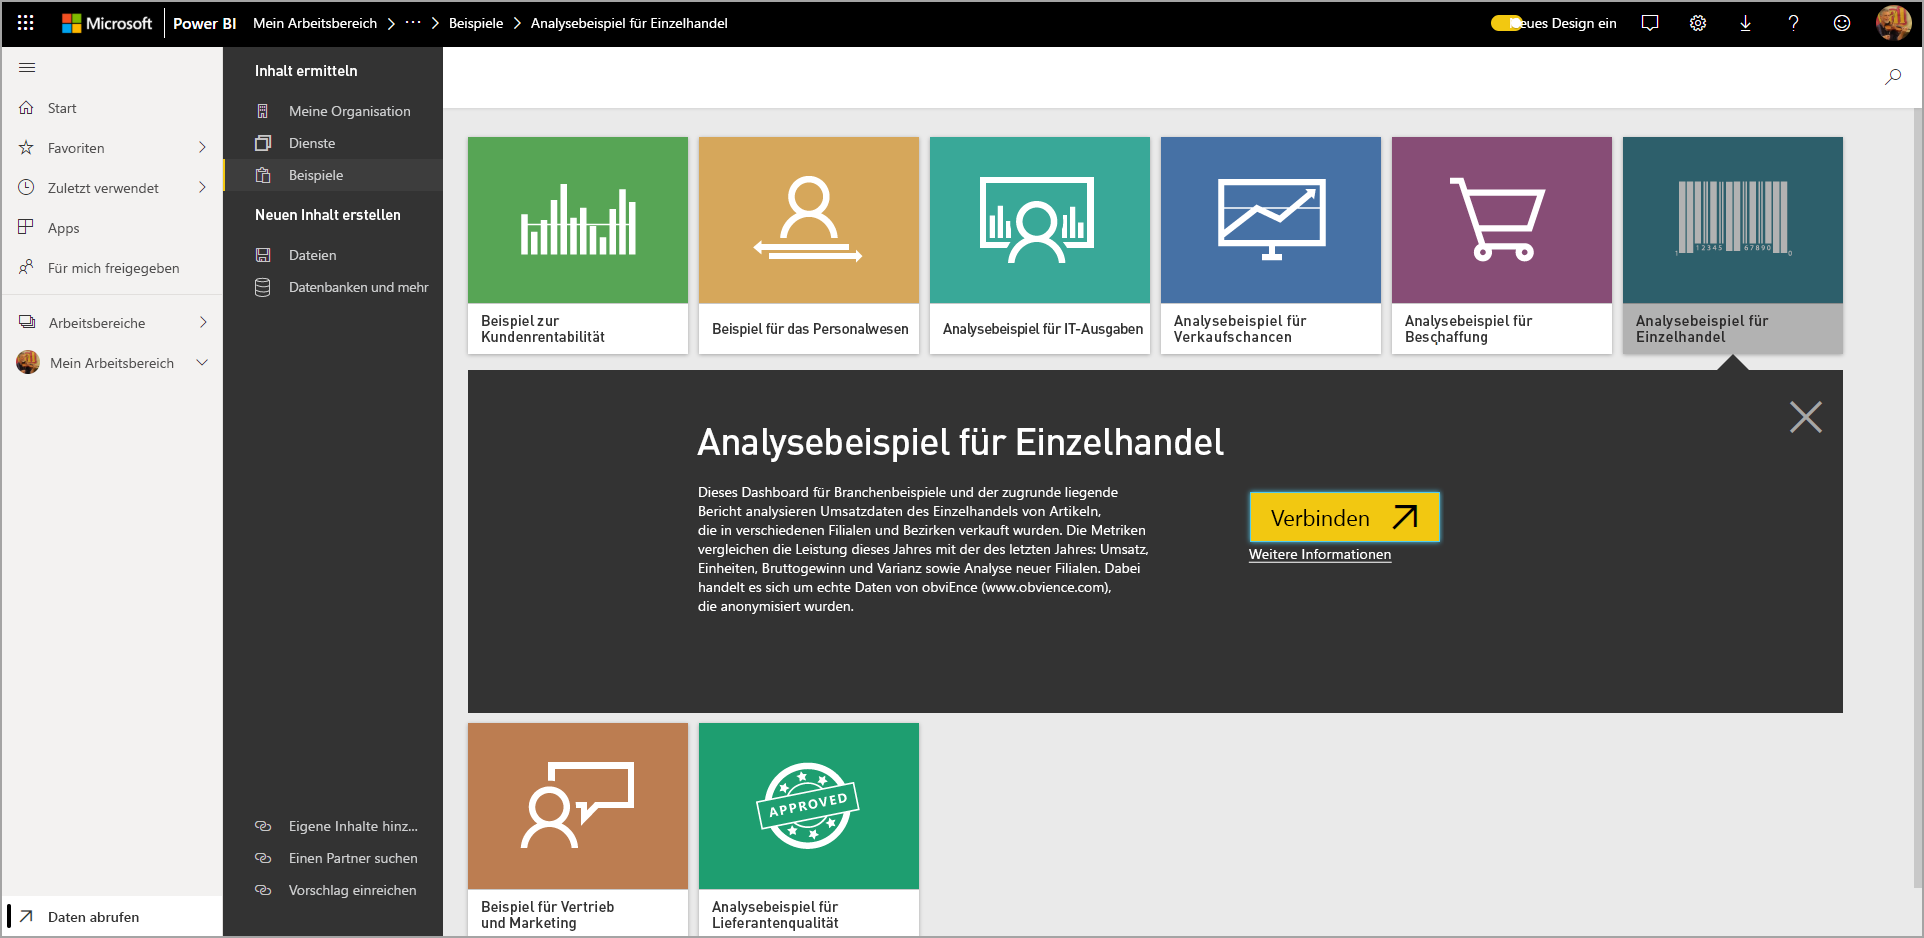 Microsoft Power BI Mein Arbeitsbereich > ··· > Beispiele > Analysebeispiel für Einzelhandel
eues Design ein
Start
Favoriten
Zuletzt verwendet
Apps
Für mich freigegeben
Arbeitsbereiche
Mein Arbeitsbereich
Daten abrufen
Inhalt ermitteln
Meine Organisation
Dienste
Beispiele
Neuen Inhalt erstellen
Dateien
Datenbanken und mehr
Eigene Inhalte hinz...
Einen Partner suchen
Vorschlag einreichen
Beispiel zur
Kundenrentabilität
Beispiel für das Personalwesen
Analysebeispiel für IT-Ausgaben
Analysebeispiel für
Verkaufschancen
Analysebeispiel für
Beschaffung
1 12345 67890 0
Analysebeispiel für
Einzelhandel
Analysebeispiel für Einzelhandel
Dieses Dashboard für Branchenbeispiele und der zugrunde liegende
Bericht analysieren Umsatzdaten des Einzelhandels von Artikeln,
die in verschiedenen Filialen und Bezirken verkauft wurden. Die Metriken
vergleichen die Leistung dieses Jahres mit der des letzten Jahres: Umsatz,
Einheiten, Bruttogewinn und Varianz sowie Analyse neuer Filialen. Dabei
handelt es sich um echte Daten von obviEnce (www.obvience.com),
die anonymisiert wurden.
Verbinden
Weitere Informationen
Beispiel für Vertrieb
und Marketing
APPROVED
Analysebeispiel für
Lieferantenqualität